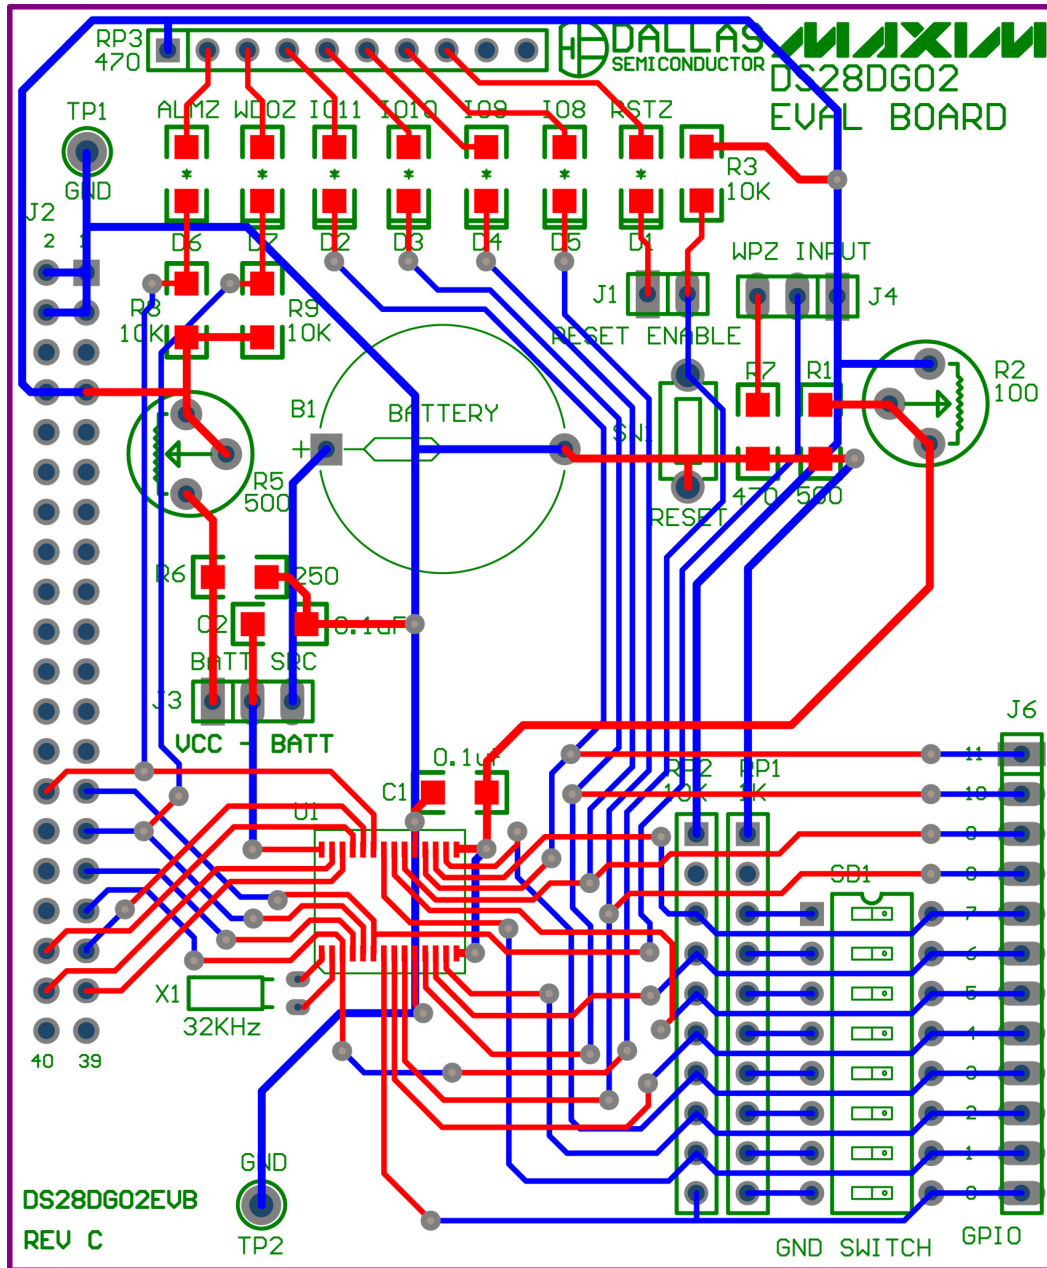 RP3
470
DALLAS
SEMICONDUCTOR
MAXIM
DS28DG02
EVAL BOARD
TP1
GND
ALMZ WDOZ IO11 IO10 IO9 IO8 RSTZ
* * * * * * *
R3
10K
J2
2 1
D6 D7 D2 D3 D4 D5 D1
WPZ INPUT
J1
J4
R8
10K
R9
10K
RESET ENABLE
R7 R1
R2
100
B1
BATTERY
+
SW1
R5
500
470 500
RESET
R6
250
C2
0.1uF
BATT SRC
J3
VCC - BATT
J6
0.1uF
C1
RP2
10K
RP1
1K
U1
SB1
11
10
9
8
7
6
5
4
3
2
1
0
X1
32KHz
40 39
GND
TP2
DS28DG02EVB
REV C
GND SWITCH
GPIO